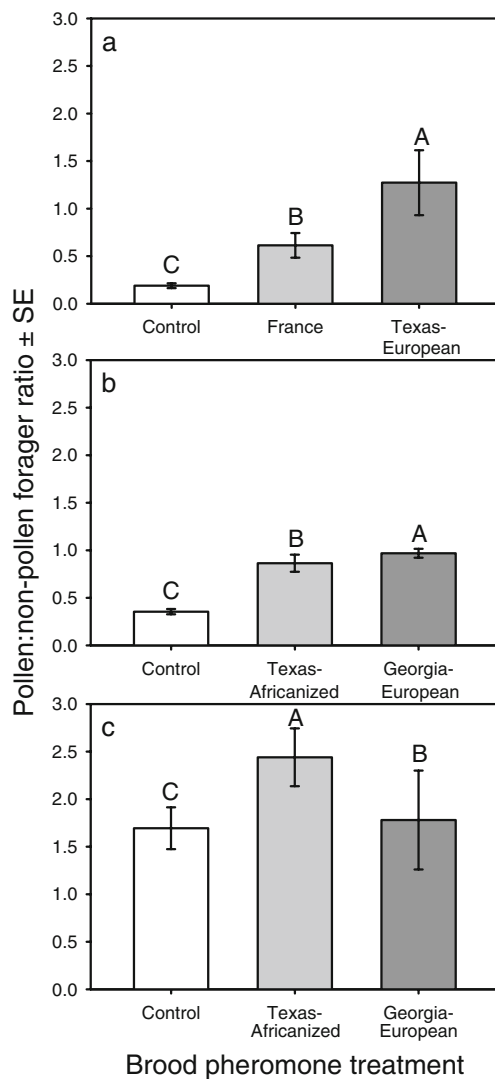 Pollen:non-pollen forager ratio ± SE
a
3.0
2.5
2.0
1.5
1.0
0.5
0.0
C
B
A
Control
France
Texas-
European
b
3.0
2.5
2.0
1.5
1.0
0.5
0.0
C
B
A
Control
Texas-
Africanized
Georgia-
European
c
3.0
2.5
2.0
1.5
1.0
0.5
0.0
C
A
B
Control
Texas-
Africanized
Georgia-
European
Brood pheromone treatment